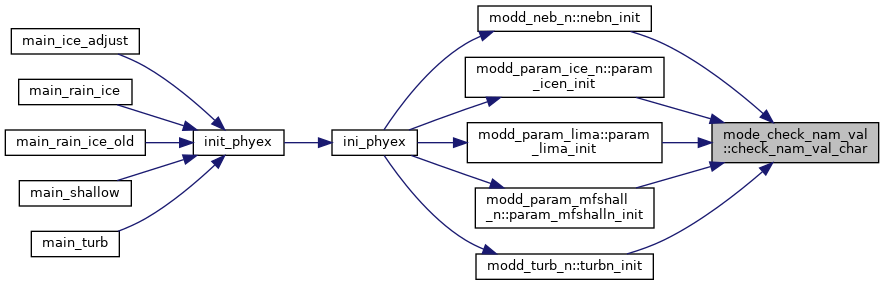 main_ice_adjust
main_rain_ice
main_rain_ice_old
main_shallow
main_turb
init_phyex
ini_phyex
modd_neb_n::nebn_init
modd_param_ice_n::param
_icen_init
modd_param_lima::param
_lima_init
modd_param_mfshall
_n::param_mfshalln_init
modd_turb_n::turbn_init
mode_check_nam_val
::check_nam_val_char